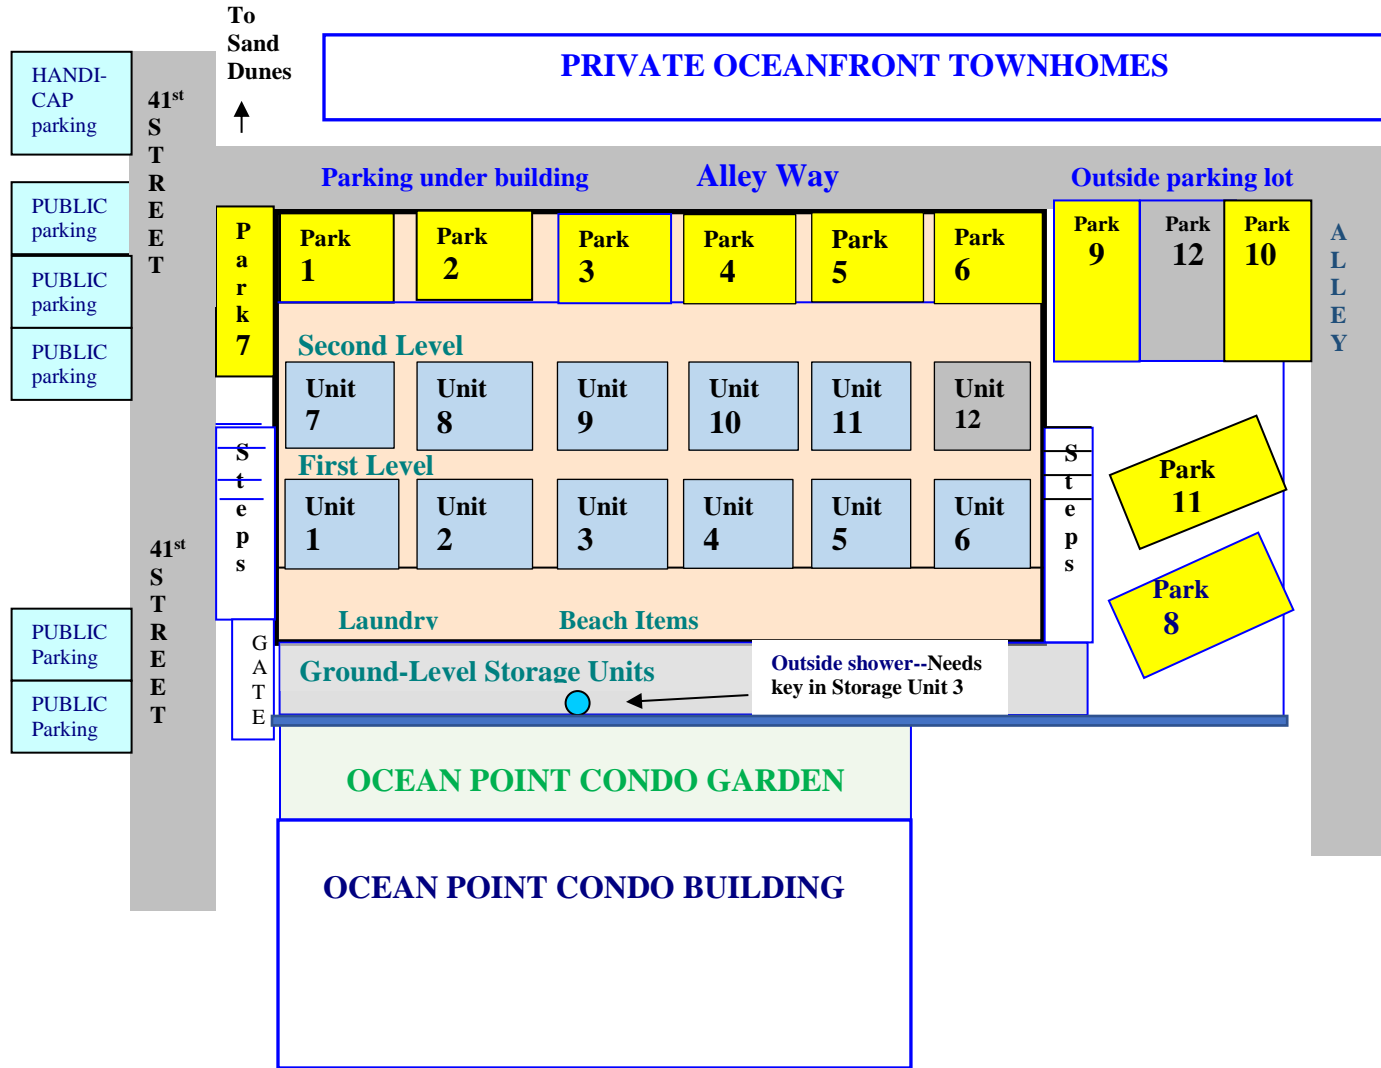 To
Sand
Dunes
PRIVATE OCEANFRONT TOWNHOMES
HANDI-
CAP
parking
41st
S
T
R
E
E
T
Parking under building
Alley Way
Outside parking lot
PUBLIC
parking
PUBLIC
parking
PUBLIC
parking
P
a
r
k
7
Park
1
Park
2
Park
3
Park
4
Park
5
Park
6
Park
9
Park
12
Park
10
A
L
L
E
Y
Second Level
Unit
7
Unit
8
Unit
9
Unit
10
Unit
11
Unit
12
First Level
Unit
1
Unit
2
Unit
3
Unit
4
Unit
5
Unit
6
S
t
e
p
s
S
t
e
p
s
Park
11
Park
8
41st
S
T
R
E
E
T
PUBLIC
Parking
PUBLIC
Parking
G
A
T
E
Laundry
Beach Items
Ground-Level Storage Units
Outside shower--Needs
key in Storage Unit 3
OCEAN POINT CONDO GARDEN
OCEAN POINT CONDO BUILDING